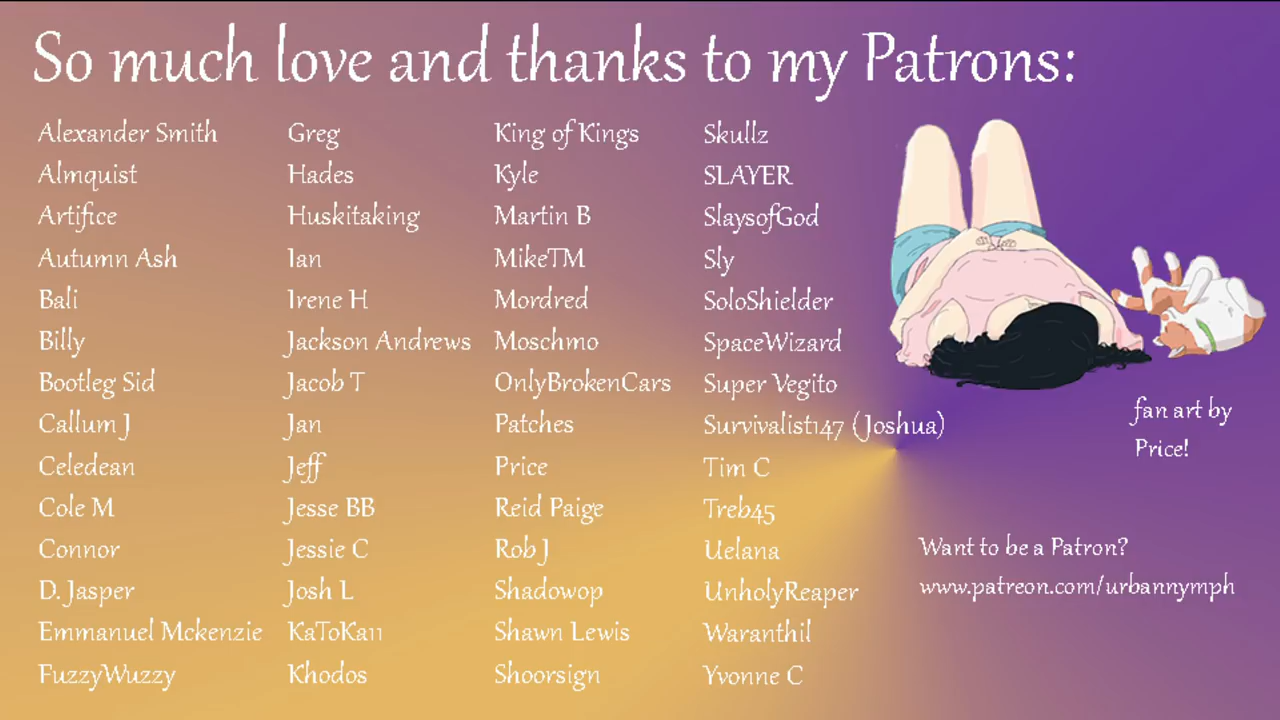 So much love and thanks to my Patrons:
Alexander Smith
Almquist
Artifice
Autumn Ash
Bali
Billy
Bootleg Sid
Callum J
Celedean
Cole M
Connor
D. Jasper
Emmanuel Mckenzie
FuzzyWuzzy
Greg
Hades
Huskitaking
Ian
Irene H
Jackson Andrews
Jacob T
Jan
Jeff
Jesse BB
Jessie C
Josh L
KaToKa11
Khodos
King of Kings
Kyle
Martin B
MikeTM
Mordred
Moschmo
OnlyBrokenCars
Patches
Price
Reid Paige
Rob J
Shadowop
Shawn Lewis
Shoorsign
Skullz
SLAYER
SlaysofGod
Sly
SoloShielder
SpaceWizard
Super Vegito
Survivalist147 (Joshua)
Tim C
Treb45
Uelana
UnholyReaper
Waranthil
Yvonne C
fan art by
Price!
Want to be a Patron?
www.patreon.com/urbannymph